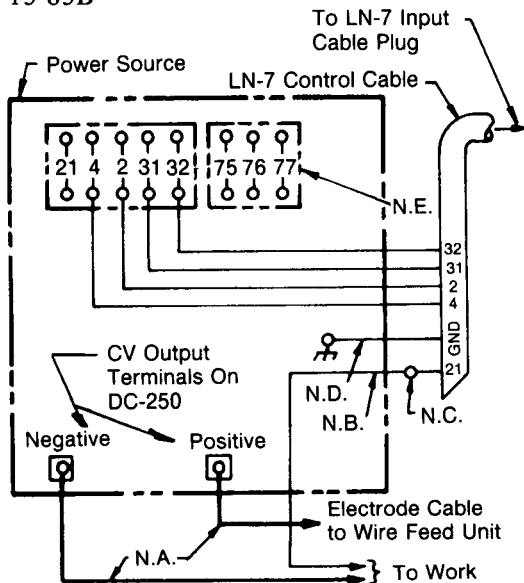 To LN-7 Input
Cable Plug
Power Source
LN-7 Control Cable
21 4 2 31 32 75 76 77
N.E.
32
31
2
4
GND
21
N.D.
N.B.
N.C.
CV Output
Terminals On
DC-250
Negative
Positive
Electrode Cable
to Wire Feed Unit
N.A.
To Work